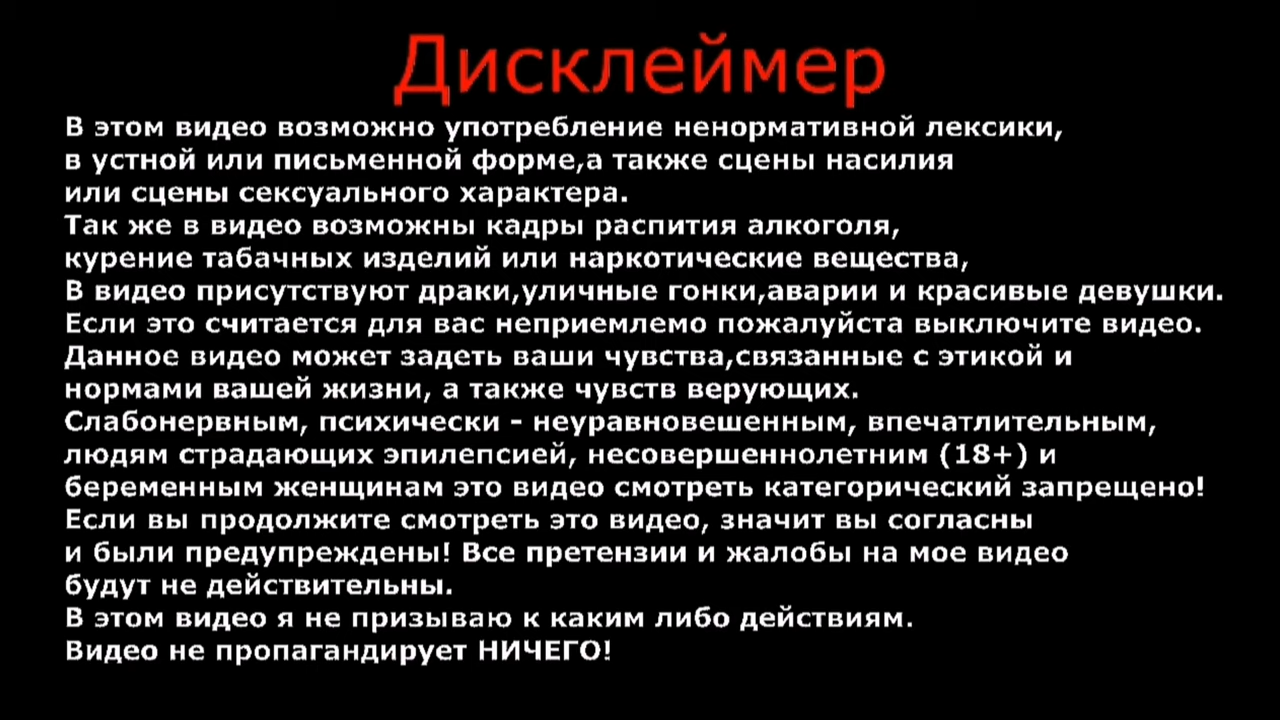 Дисклеймер
В этом видео возможно употребление ненормативной лексики,
в устной или письменной форме,а также сцены насилия
или сцены сексуального характера.
Так же в видео возможны кадры распития алкоголя,
курение табачных изделий или наркотические вещества,
В видео присутствуют драки,уличные гонки,аварии и красивые девушки.
Если это считается для вас неприемлемо пожалуйста выключите видео.
Данное видео может задеть ваши чувства,связанные с этикой и
нормами вашей жизни, а также чувств верующих.
Слабонервным, психически - неуравновешенным, впечатлительным,
людям страдающих эпилепсией, несовершеннолетним (18+) и
беременным женщинам это видео смотреть категорический запрещено!
Если вы продолжите смотреть это видео, значит вы согласны
и были предупреждены! Все претензии и жалобы на мое видео
будут не действительны.
В этом видео я не призываю к каким либо действиям.
Видео не пропагандирует НИЧЕГО!